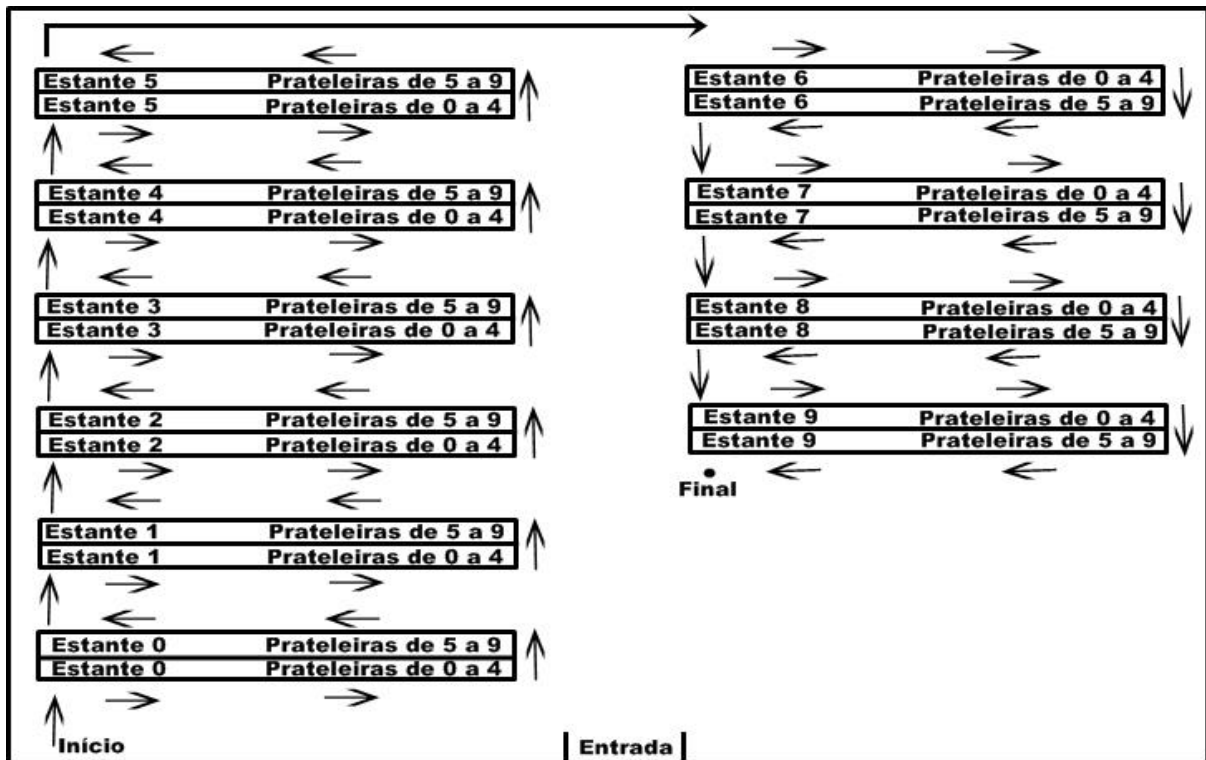 Estante 5 Prateleiras de 5 a 9
Estante 5 Prateleiras de 0 a 4
Estante 4 Prateleiras de 5 a 9
Estante 4 Prateleiras de 0 a 4
Estante 3 Prateleiras de 5 a 9
Estante 3 Prateleiras de 0 a 4
Estante 2 Prateleiras de 5 a 9
Estante 2 Prateleiras de 0 a 4
Estante 1 Prateleiras de 5 a 9
Estante 1 Prateleiras de 0 a 4
Estante 0 Prateleiras de 5 a 9
Estante 0 Prateleiras de 0 a 4
Início
Entrada
Estante 6 Prateleiras de 0 a 4
Estante 6 Prateleiras de 5 a 9
Estante 7 Prateleiras de 0 a 4
Estante 7 Prateleiras de 5 a 9
Estante 8 Prateleiras de 0 a 4
Estante 8 Prateleiras de 5 a 9
Estante 9 Prateleiras de 0 a 4
Estante 9 Prateleiras de 5 a 9
Final